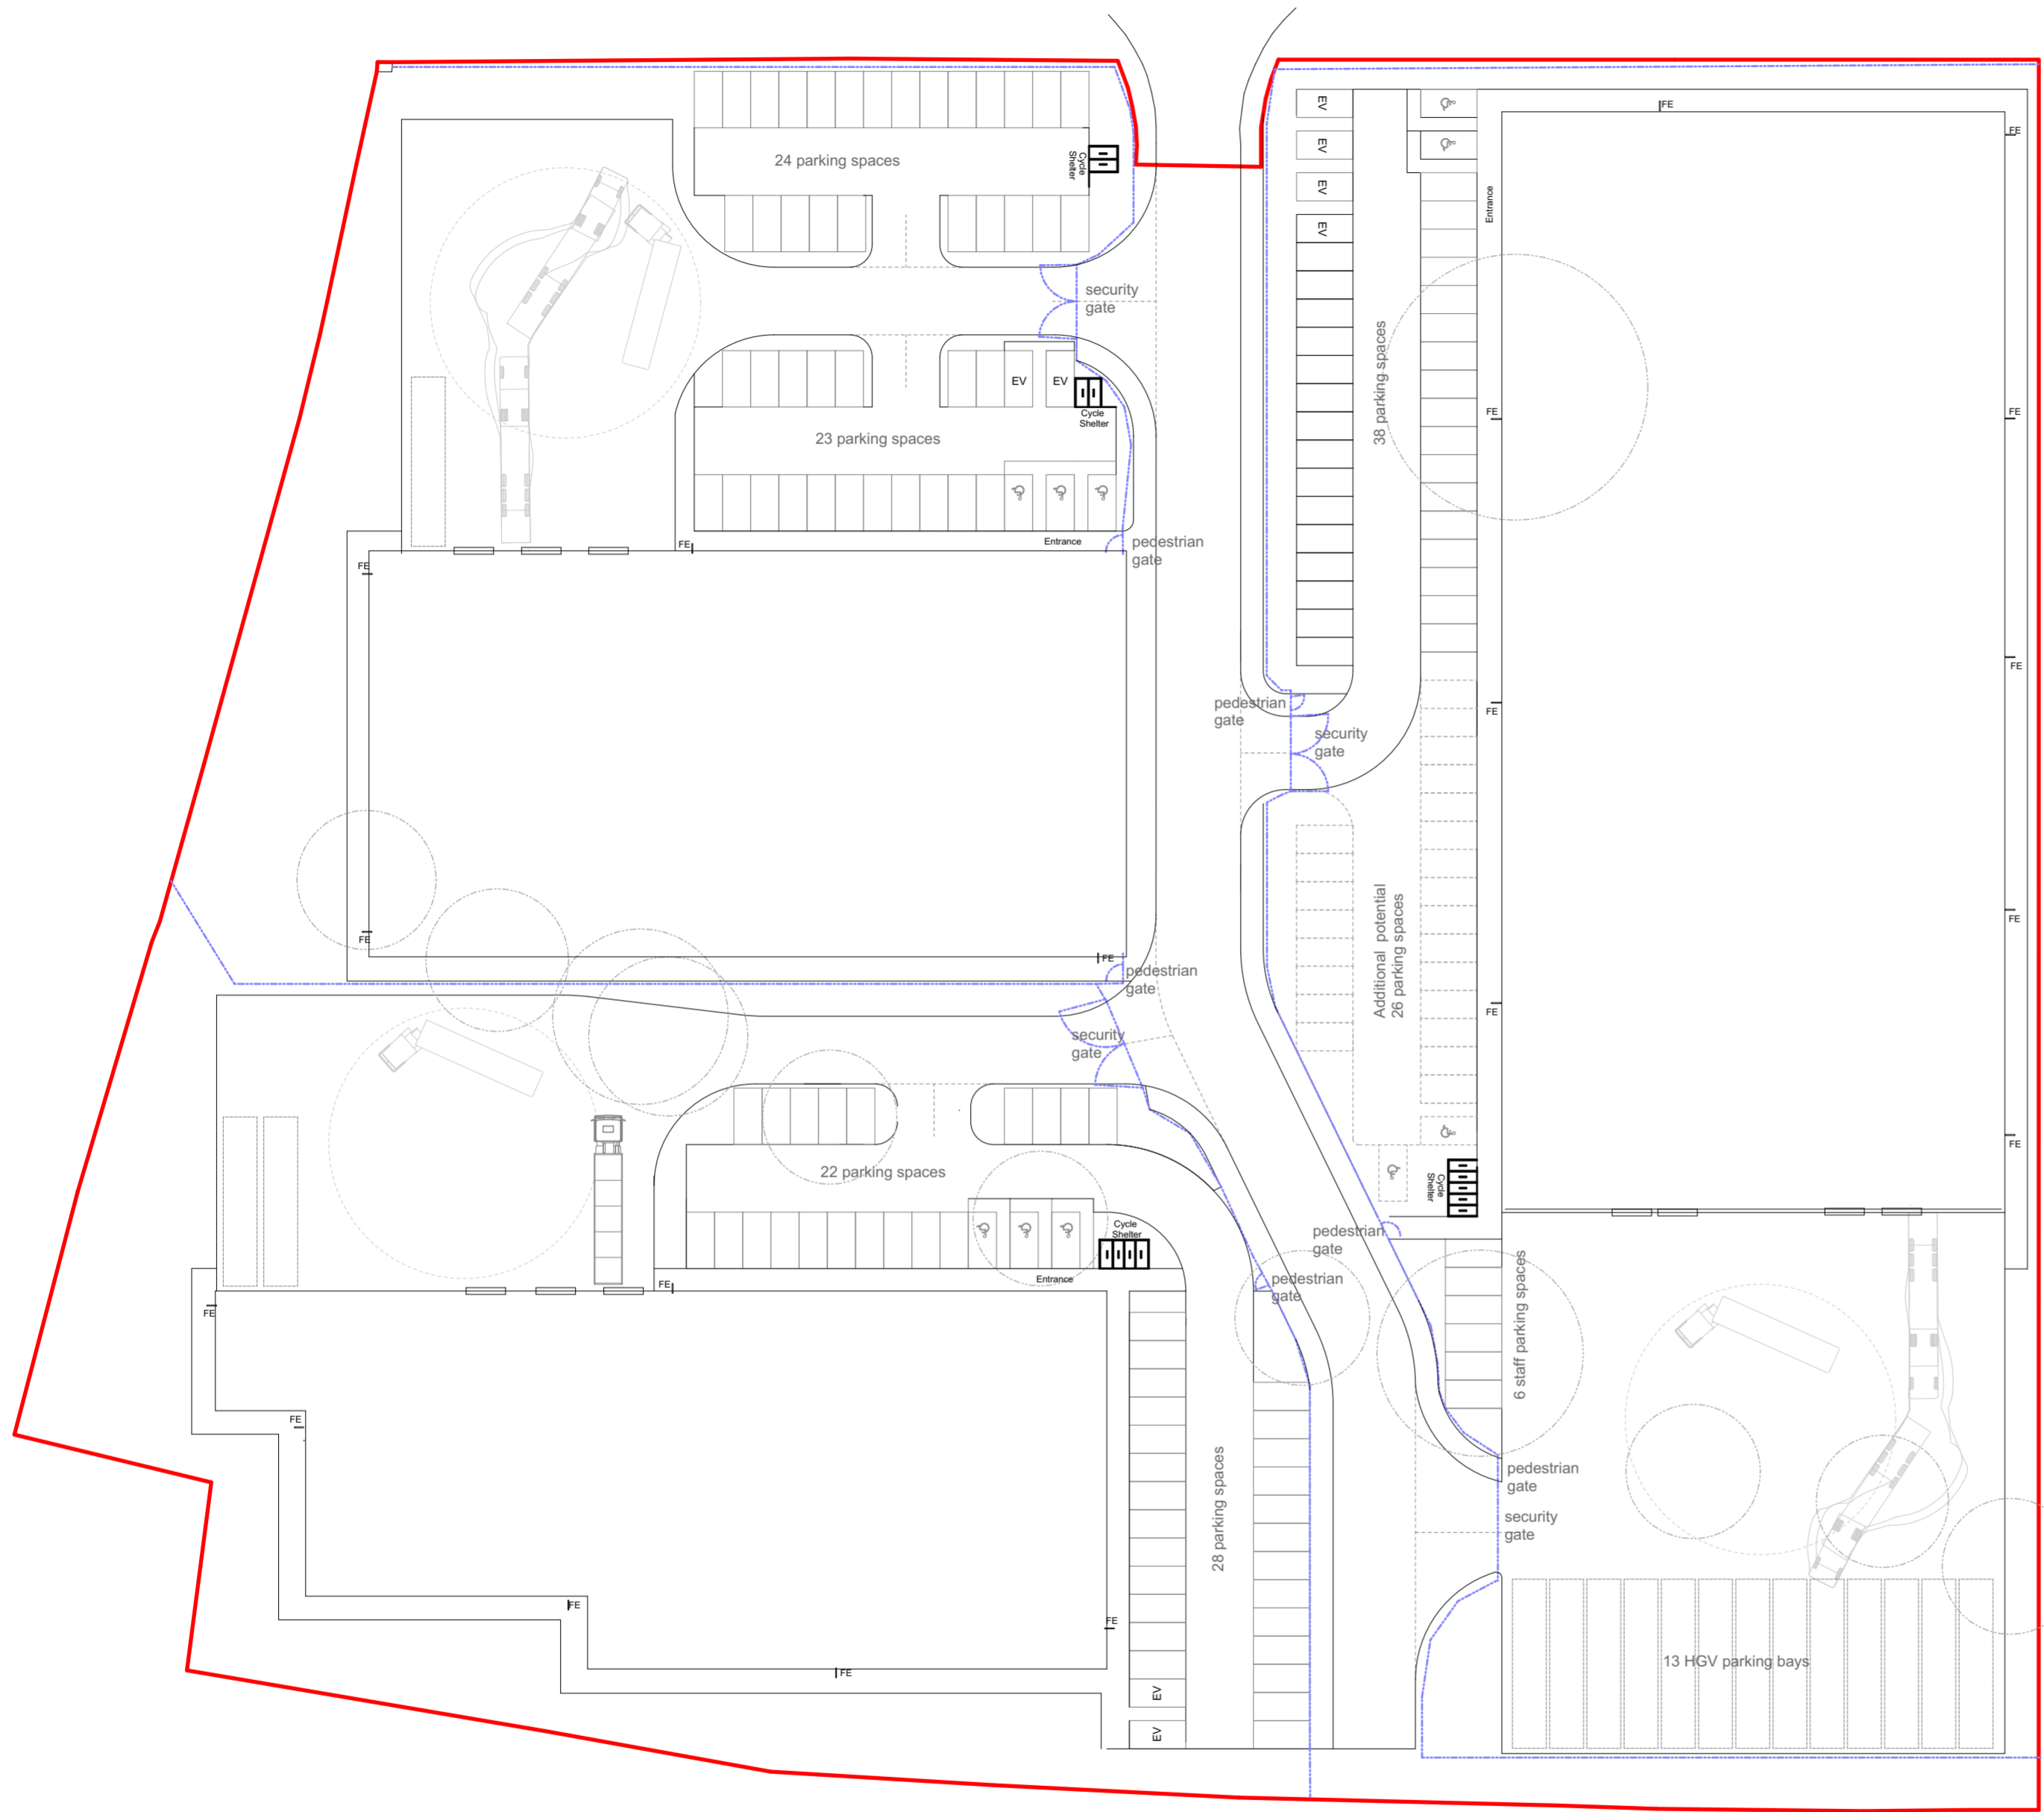 EV
FE
FE
EV
24 parking spaces
Cycle
Shelter
EV
Entrance
EV
security
gate
38 parking spaces
EV
EV
Cycle
Shelter
FE
FE
23 parking spaces
Entrance
FE
pedestrian
gate
FE
FE
pedestrian
gate
FE
security
gate
FE
Additional potential
26 parking spaces
FE
FE
FE
pedestrian
gate
FE
security
gate
FE
22 parking spaces
Cycle
Shelter
Cycle
Shelter
pedestrian
gate
Entrance
pedestrian
gate
FE
FE
6 staff parking spaces
FE
pedestrian
gate
28 parking spaces
security
gate
FE
FE
13 HGV parking bays
FE
EV
EV